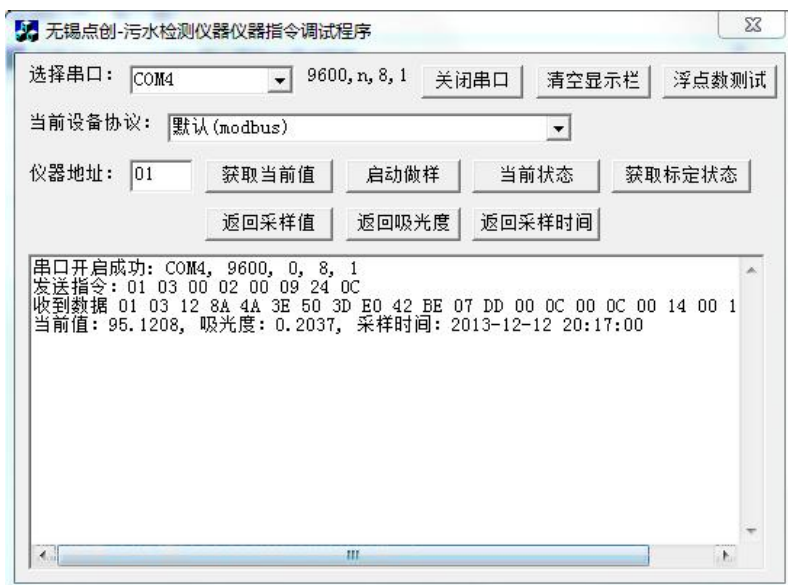 无锡点创-污水检测仪器仪器指令调试程序
选择串口： COM4 9600,n,8,1 关闭串口 清空显示栏 浮点数测试
当前设备协议： 默认(modbus)
仪器地址： 01 获取当前值 启动做样 当前状态 获取标定状态
返回采样值 返回吸光度 返回采样时间
串口开启成功: COM4, 9600, 0, 8, 1
发送指令: 01 03 00 02 00 09 24 0C
收到数据 01 03 12 8A 4A 3E 50 3D E0 42 BE 07 DD 00 0C 00 0C 00 14 00 1
当前值: 95.1208, 吸光度: 0.2037, 采样时间: 2013-12-12 20:17:00